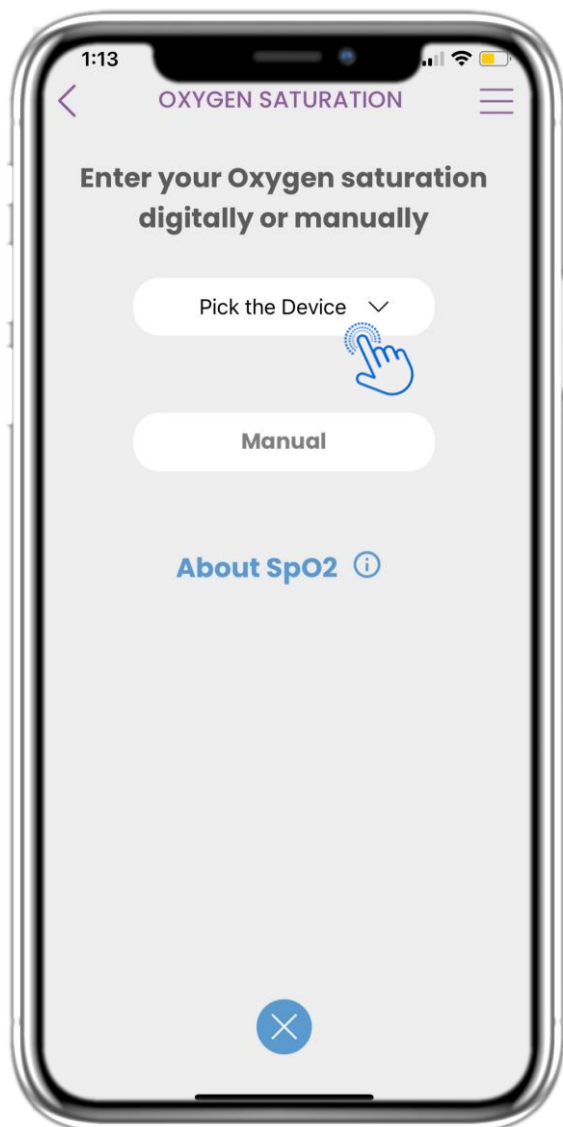 1:13
OXYGEN SATURATION
Enter your Oxygen saturation
digitally or manually
Pick the Device
Manual
About SpO2